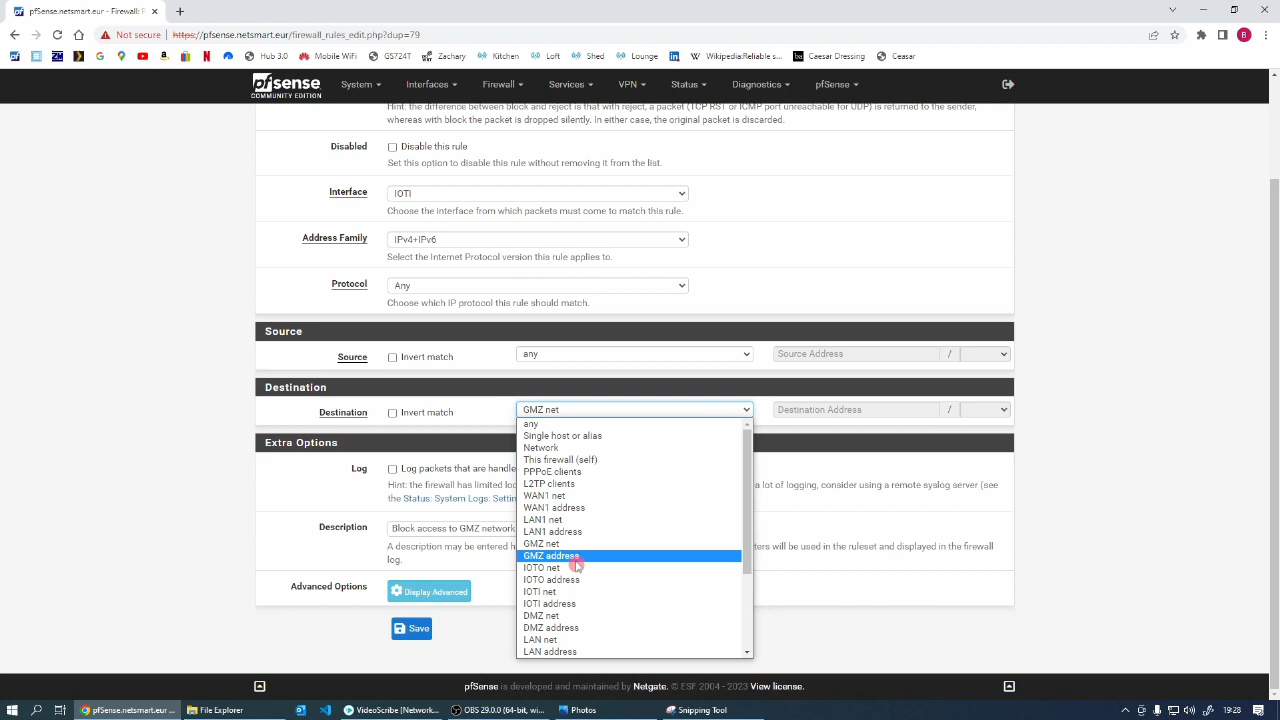 pfSense.netsmart.eur - Firewall
Not secure https://pfsense.netsmart.eur/firewall_rules_edit.php?dup=79
Hub 3.0 Mobile WiFi GS724T Zachary Kitchen Loft Shed Lounge Wikipedia:Reliable s... Caesar Dressing Ceasar
pfSense COMMUNITY EDITION System Interfaces Firewall Services VPN Status Diagnostics pfSense
Hint: the difference between block and reject is that with reject, a packet (TCP RST or ICMP port unreachable for UDP) is returned to the sender,
whereas with block the packet is dropped silently. In either case, the original packet is discarded.
Disabled Disable this rule
Set this option to disable this rule without removing it from the list.
Interface IOTI
Choose the interface from which packets must come to match this rule.
Address Family IPv4+IPv6
Select the Internet Protocol version this rule applies to.
Protocol Any
Choose which IP protocol this rule should match.
Source
Source Invert match any Source Address /
Destination
Destination Invert match GMZ net Destination Address /
any
Single host or alias
Network
This firewall (self)
PPPoE clients
L2TP clients
WAN1 net
WAN1 address
LAN1 net
LAN1 address
GMZ net
GMZ address
IOTO net
IOTO address
IOTI net
IOTI address
DMZ net
DMZ address
LAN net
LAN address
Extra Options
Log Log packets that are handle
Hint: the firewall has limited loc a lot of logging, consider using a remote syslog server (see
the Status: System Logs: Settin
Description Block access to GMZ network
A description may be entered h ters will be used in the ruleset and displayed in the firewall
log.
Advanced Options Display Advanced
Save
pfSense is developed and maintained by Netgate. © ESF 2004 - 2023 View license.
pfSense.netsmart.eur ... File Explorer VideoScribe [Network... OBS 29.0.0 (64-bit, wi... Photos Snipping Tool 19:28